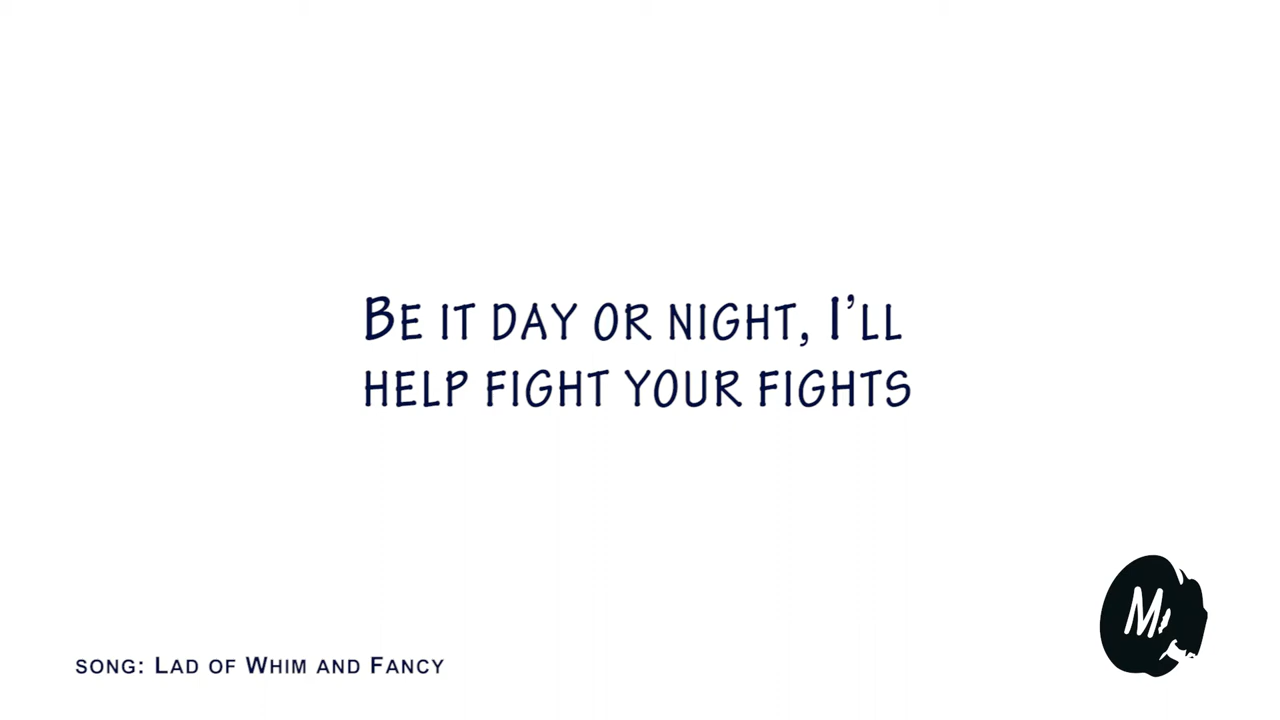 Be it day or night, I'll
help fight your fights
song: Lad of Whim and Fancy
M